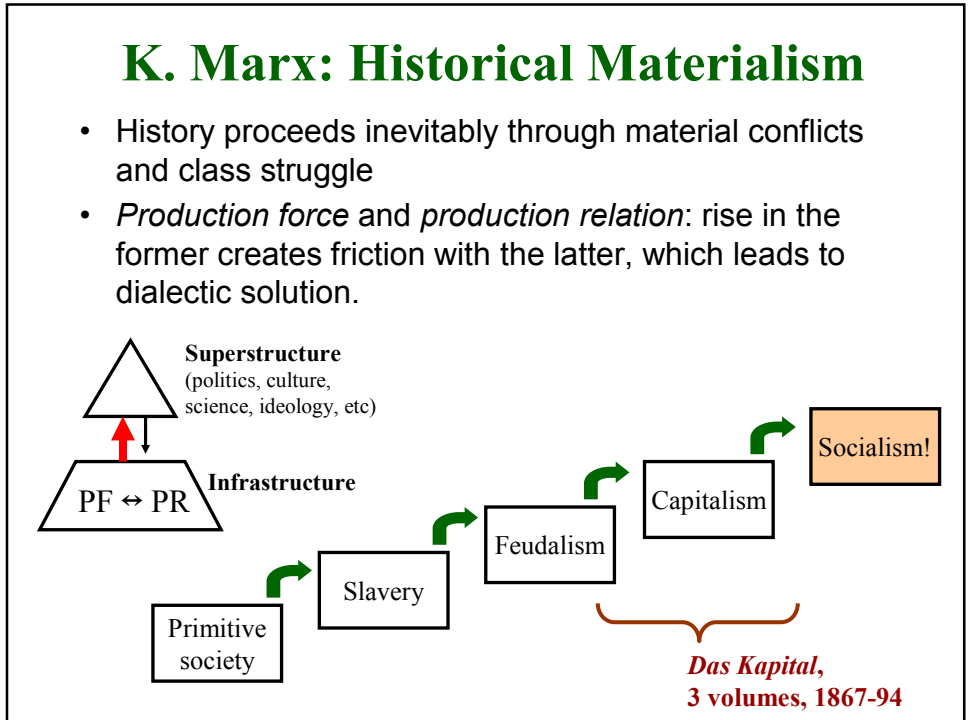 K. Marx: Historical Materialism
• History proceeds inevitably through material conflicts
and class struggle
• Production force and production relation: rise in the
former creates friction with the latter, which leads to
dialectic solution.
Superstructure
(politics, culture,
science, ideology, etc)
Infrastructure
PF ↔ PR
Primitive
society
Slavery
Feudalism
Capitalism
Socialism!
Das Kapital,
3 volumes, 1867-94